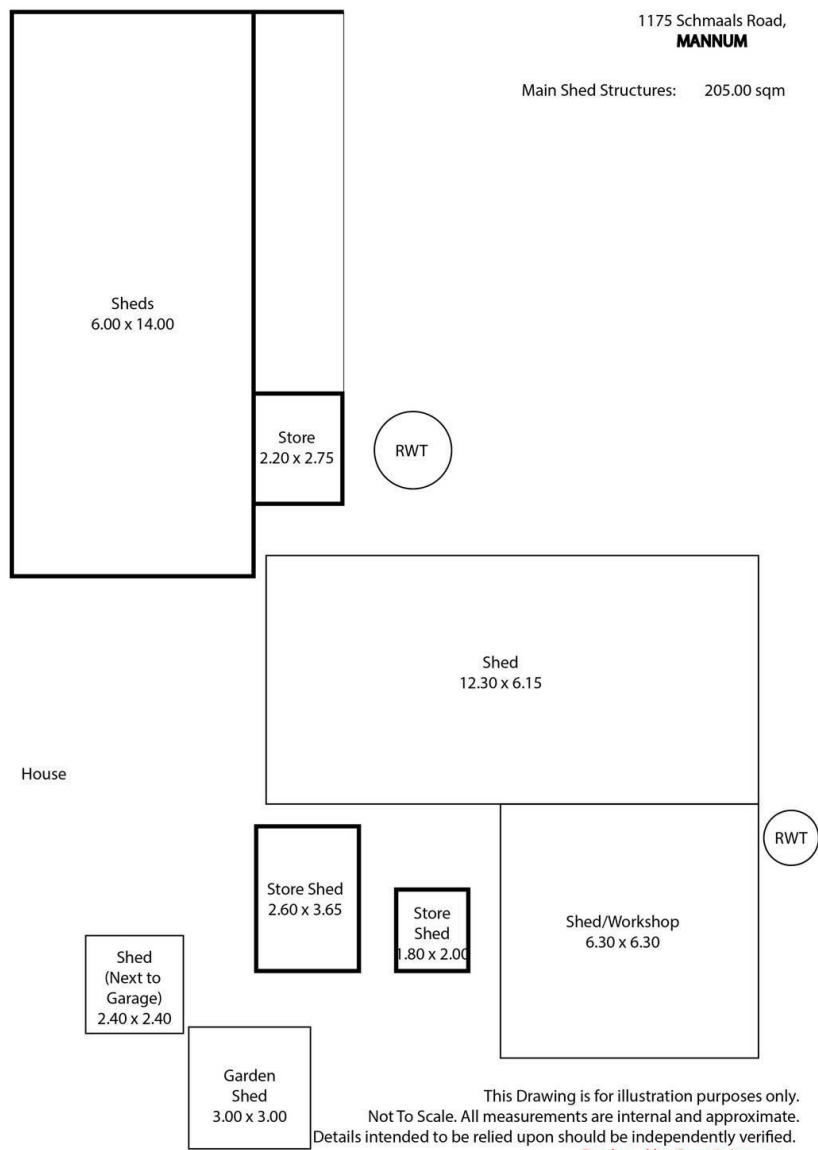 1175 Schmaals Road,
MANNUM
Main Shed Structures: 205.00 sqm
Sheds
6.00 x 14.00
Store
2.20 x 2.75
RWT
Shed
12.30 x 6.15
House
RWT
Store Shed
2.60 x 3.65
Store
Shed
1.80 x 2.00
Shed/Workshop
6.30 x 6.30
Shed
(Next to
Garage)
2.40 x 2.40
Garden
Shed
3.00 x 3.00
This Drawing is for illustration purposes only.
Not To Scale. All measurements are internal and approximate.
Details intended to be relied upon should be independently verified.